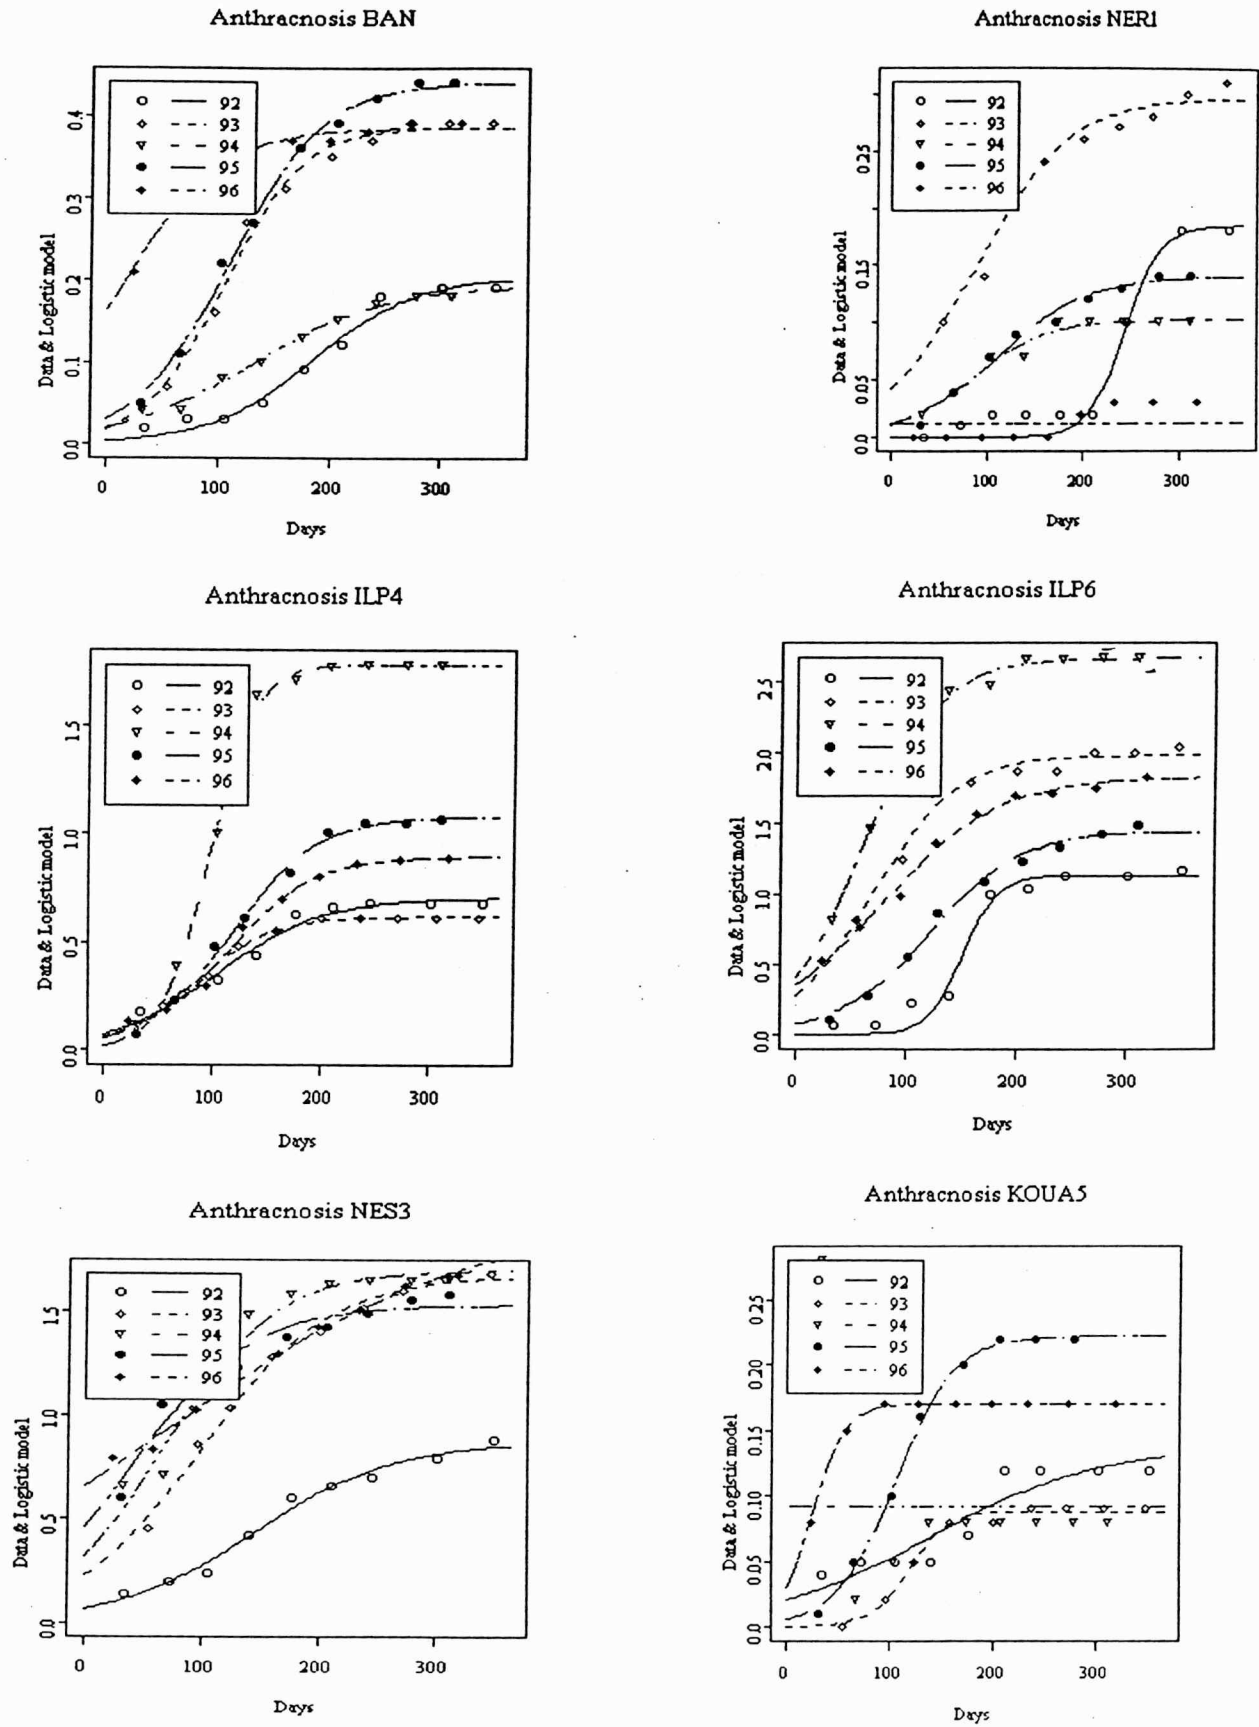 Anthracnosis BAN
Data & Logistic model
0.0 0.1 0.2 0.3 0.4
92
93
94
95
96
0 100 200 300
Days
Anthracnosis NER1
Data & Logistic model
0.0 0.05 0.15 0.25
92
93
94
95
96
0 100 200 300
Days
Anthracnosis ILP4
Data & Logistic model
0.0 0.5 1.0 1.5
92
93
94
95
96
0 100 200 300
Days
Anthracnosis ILP6
Data & Logistic model
0.0 0.5 1.0 1.5 2.0 2.5
92
93
94
95
96
0 100 200 300
Days
Anthracnosis NES3
Data & Logistic model
0.0 0.5 1.0 1.5
92
93
94
95
96
0 100 200 300
Days
Anthracnosis KOUA5
Data & Logistic model
0.0 0.05 0.10 0.15 0.20 0.25
92
93
94
95
96
0 100 200 300
Days